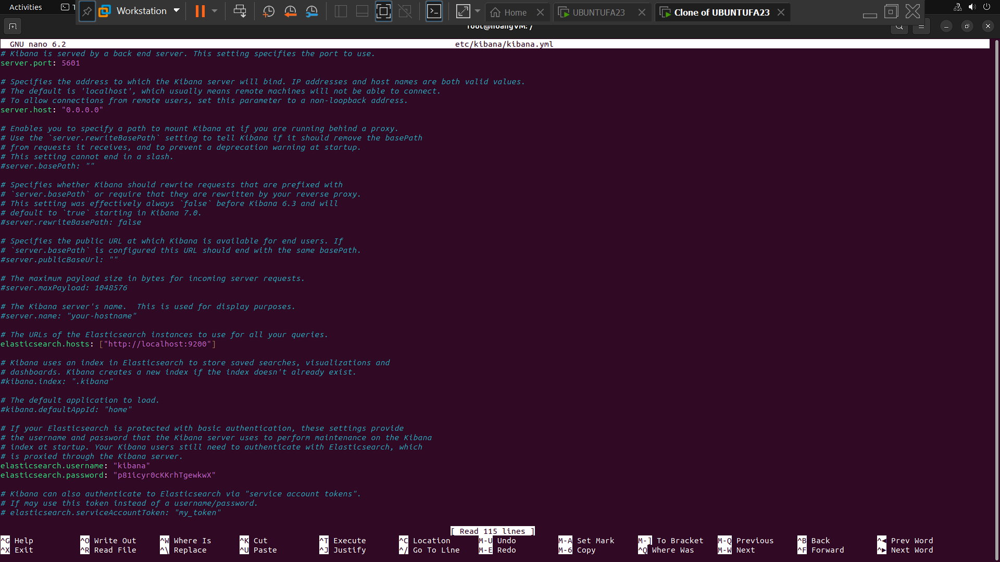 Activities
Workstation
Home
UBUNTUFA23
Clone of UBUNTUFA23
root@hoangVM: /
GNU nano 6.2
etc/kibana/kibana.yml
# Kibana is served by a back end server. This setting specifies the port to use.
server.port: 5601
# Specifies the address to which the Kibana server will bind. IP addresses and host names are both valid values.
# The default is 'localhost', which usually means remote machines will not be able to connect.
# To allow connections from remote users, set this parameter to a non-loopback address.
server.host: "0.0.0.0"
# Enables you to specify a path to mount Kibana at if you are running behind a proxy.
# Use the `server.rewriteBasePath` setting to tell Kibana if it should remove the basePath
# from requests it receives, and to prevent a deprecation warning at startup.
# This setting cannot end in a slash.
#server.basePath: ""
# Specifies whether Kibana should rewrite requests that are prefixed with
# `server.basePath` or require that they are rewritten by your reverse proxy.
# This setting was effectively always `false` before Kibana 6.3 and will
# default to `true` starting in Kibana 7.0.
#server.rewriteBasePath: false
# Specifies the public URL at which Kibana is available for end users. If
# `server.basePath` is configured this URL should end with the same basePath.
#server.publicBaseUrl: ""
# The maximum payload size in bytes for incoming server requests.
#server.maxPayload: 1048576
# The Kibana server's name.  This is used for display purposes.
#server.name: "your-hostname"
# The URLs of the Elasticsearch instances to use for all your queries.
elasticsearch.hosts: ["http://localhost:9200"]
# Kibana uses an index in Elasticsearch to store saved searches, visualizations and
# dashboards. Kibana creates a new index if the index doesn't already exist.
#kibana.index: ".kibana"
# The default application to load.
#kibana.defaultAppId: "home"
# If your Elasticsearch is protected with basic authentication, these settings provide
# the username and password that the Kibana server uses to perform maintenance on the Kibana
# index at startup. Your Kibana users still need to authenticate with Elasticsearch, which
# is proxied through the Kibana server.
elasticsearch.username: "kibana"
elasticsearch.password: "p81icyr0cKKrhTgewkwX"
# Kibana can also authenticate to Elasticsearch via "service account tokens".
# If may use this token instead of a username/password.
# elasticsearch.serviceAccountToken: "my_token"
[ Read 115 lines ]
^G Help ^O Write Out ^W Where Is ^K Cut ^T Execute ^C Location M-U Undo M-A Set Mark M-] To Bracket M-Q Previous ^B Back ^◀ Prev Word
^X Exit ^R Read File ^\ Replace ^U Paste ^J Justify ^/ Go To Line M-E Redo M-6 Copy ^Q Where Was M-W Next ^F Forward ^▶ Next Word